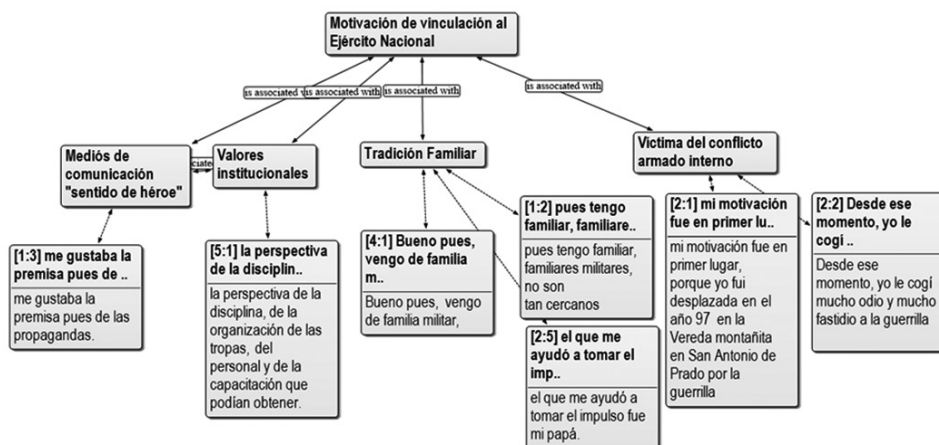 Motivación de vinculación al
Ejército Nacional
is associated with
is associated with
is associated with
Mediós de
comunicación
"sentido de héroe"
Valores
institucionales
Tradición Familiar
Víctima del conflicto
armado interno
[1:3] me gustaba la
premisa pues de ..
me gustaba la
premisa pues de las
propagandas.
[5:1] la perspectiva
de la disciplin..
la perspectiva de la
disciplina, de la
organización de las
tropas, del
personal y de la
capacitación que
podían obtener.
[4:1] Bueno pues,
vengo de familia
m..
Bueno pues, vengo
de familia militar,
[1:2] pues tengo
familiar, familiare..
pues tengo familiar,
familiares militares,
no son
tan cercanos
[2:5] el que me
ayudó a tomar el
imp..
el que me ayudó a
tomar el impulso fue
mi papá.
[2:1] mi motivación
fue en primer lu..
mi motivación fue en
primer lugar,
porque yo fui
desplazada en el
año 97 en la
Vereda montañita
en San Antonio de
Prado por la
guerrilla
[2:2] Desde ese
momento, yo le
cogí ..
Desde ese
momento, yo le cogí
mucho odio y mucho
fastidio a la guerrilla